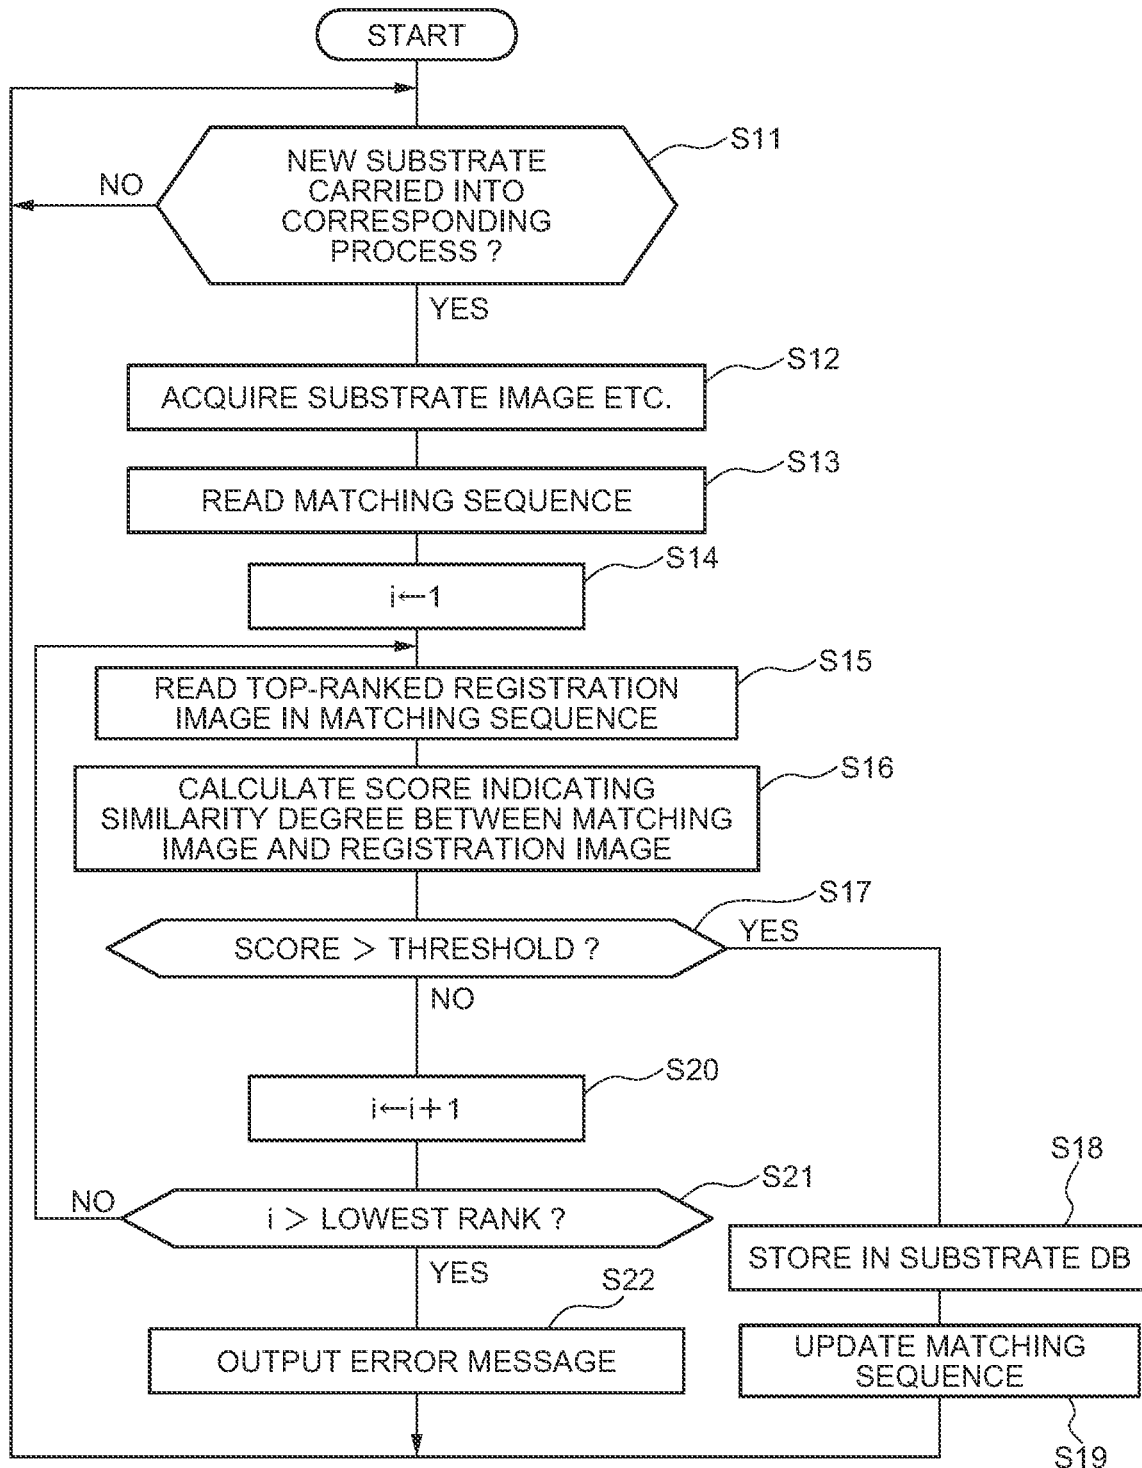 START
S11
NEW SUBSTRATE
CARRIED INTO
CORRESPONDING
PROCESS ?
NO
YES
S12
ACQUIRE SUBSTRATE IMAGE ETC.
S13
READ MATCHING SEQUENCE
S14
i←1
S15
READ TOP-RANKED REGISTRATION
IMAGE IN MATCHING SEQUENCE
S16
CALCULATE SCORE INDICATING
SIMILARITY DEGREE BETWEEN MATCHING
IMAGE AND REGISTRATION IMAGE
S17
SCORE > THRESHOLD ?
YES
NO
S20
i←i+1
S21
i > LOWEST RANK ?
NO
YES
S18
STORE IN SUBSTRATE DB
S22
OUTPUT ERROR MESSAGE
UPDATE MATCHING
SEQUENCE
S19